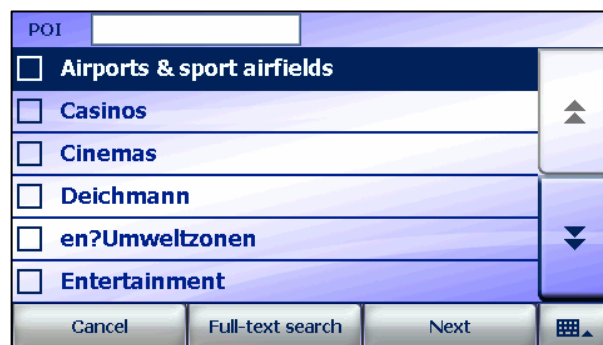 POI
Airports & sport airfields
Casinos
Cinemas
Deichmann
en?Umweltzonen
Entertainment
Cancel Full-text search Next